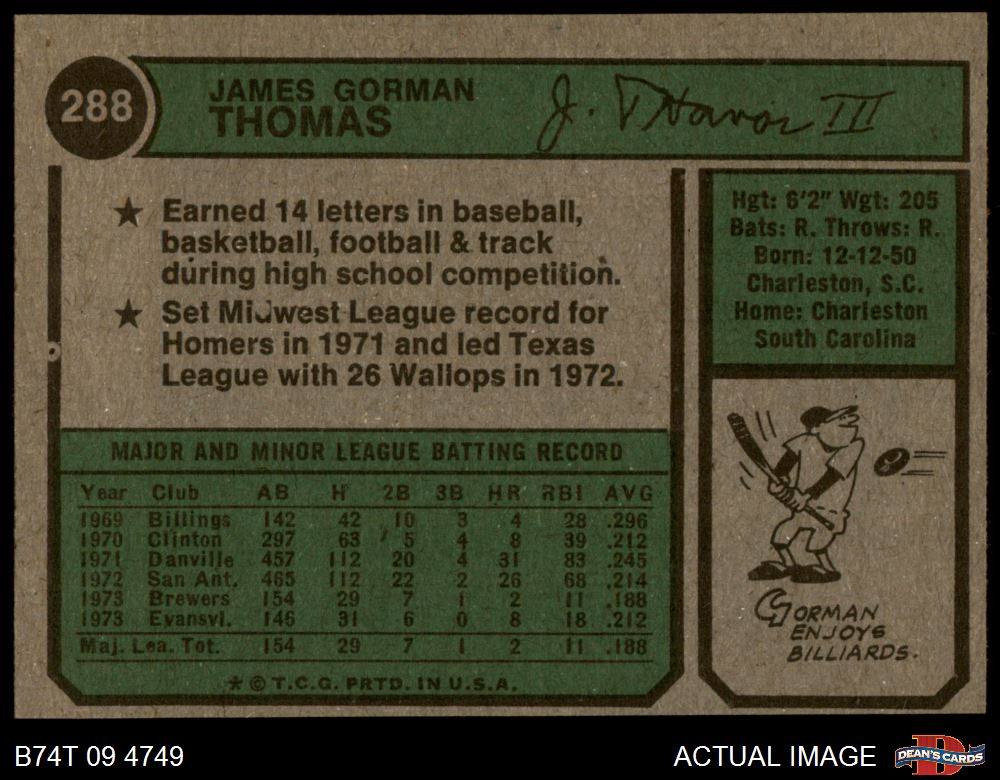 288
JAMES GORMAN
THOMAS
J. Thomas III
★ Earned 14 letters in baseball,
basketball, football & track
during high school competition.
★ Set Midwest League record for
Homers in 1971 and led Texas
League with 26 Wallops in 1972.
Hgt: 6'2" Wgt: 205
Bats: R. Throws: R.
Born: 12-12-50
Charleston, S.C.
Home: Charleston
South Carolina
MAJOR AND MINOR LEAGUE BATTING RECORD
Year Club AB H 2B 3B HR RBI AVG
1969 Billings 142 42 10 3 4 28 .296
1970 Clinton 297 63 5 4 8 39 .212
1971 Danville 457 112 20 4 31 83 .245
1972 San Ant. 465 112 22 2 26 68 .214
1973 Brewers 154 29 7 1 2 11 .188
1973 Evansvl. 146 31 6 0 8 18 .212
Maj. Lea. Tot. 154 29 7 1 2 11 .188
* © T.C.G. PRTD. IN U.S.A.
GORMAN
ENJOYS
BILLIARDS.
B74T 09 4749
ACTUAL IMAGE
D
DEAN'S CARDS